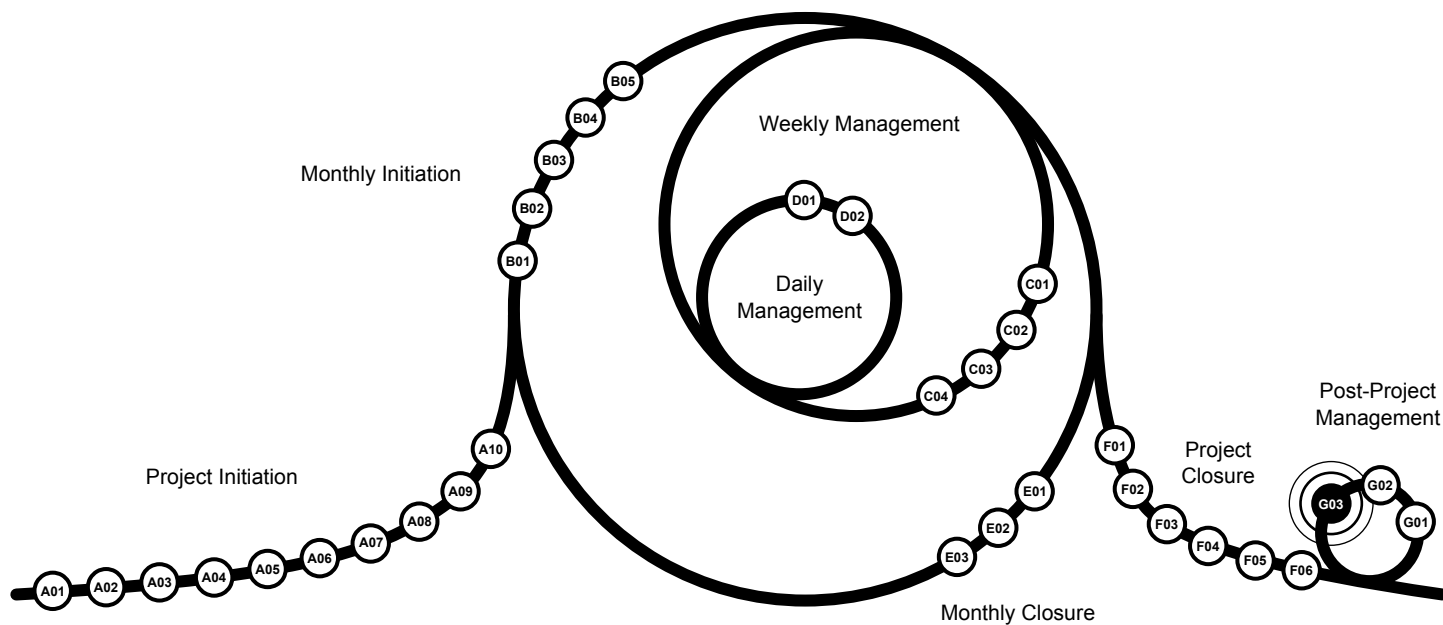 Project Initiation
A01
A02
A03
A04
A05
A06
A07
A08
A09
A10
Monthly Initiation
B01
B02
B03
B04
B05
Weekly Management
C01
C02
C03
C04
Daily
Management
D01
D02
Monthly Closure
E01
E02
E03
Project
Closure
F01
F02
F03
F04
F05
F06
Post-Project
Management
G01
G02
G03